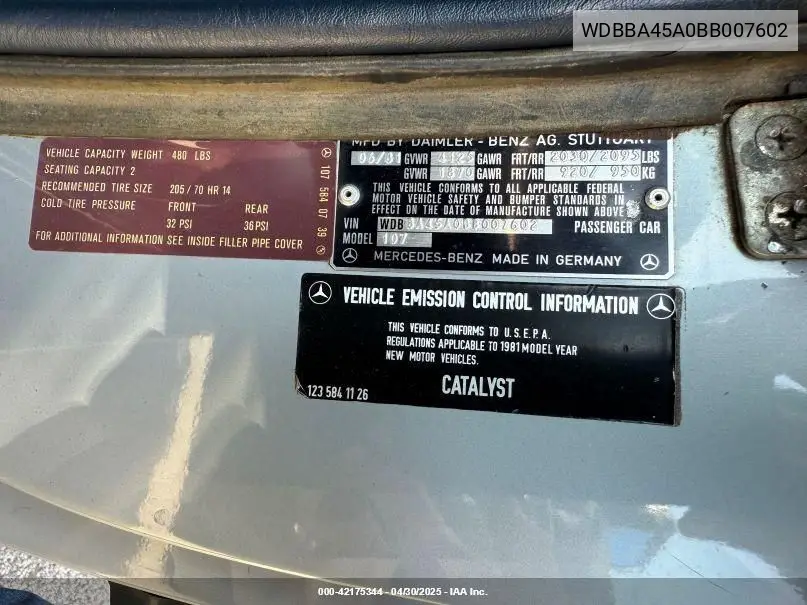 WDBBA45A0BB007602
VEHICLE CAPACITY WEIGHT 480 LBS
SEATING CAPACITY 2
RECOMMENDED TIRE SIZE 205/70 HR 14
COLD TIRE PRESSURE FRONT REAR
32 PSI 36 PSI
FOR ADDITIONAL INFORMATION SEE INSIDE FILLER PIPE COVER
107 584 07 39
MFD BY DAIMLER - BENZ AG. STUTTGART
06/81 GVWR 4125 GAWR FRT/RR 2030/2095 LBS
GVWR 1870 GAWR FRT/RR 920/ 950 KG
THIS VEHICLE CONFORMS TO ALL APPLICABLE FEDERAL
MOTOR VEHICLE SAFETY AND BUMPER STANDARDS IN
EFFECT ON THE DATE OF MANUFACTURE SHOWN ABOVE
VIN WDB BA45A0BB007602 PASSENGER CAR
MODEL 107
MERCEDES-BENZ MADE IN GERMANY
VEHICLE EMISSION CONTROL INFORMATION
THIS VEHICLE CONFORMS TO U.S.E.P.A.
REGULATIONS APPLICABLE TO 1981 MODEL YEAR
NEW MOTOR VEHICLES.
CATALYST
123 584 11 26
000-42175344 - 04/30/2025 - IAA Inc.